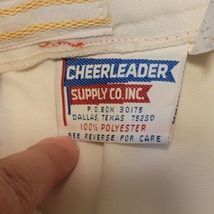 CHEERLEADER
SUPPLY CO. INC.
P.O. BOX 30175
DALLAS, TEXAS 75230
100% POLYESTER
SEE REVERSE FOR CARE